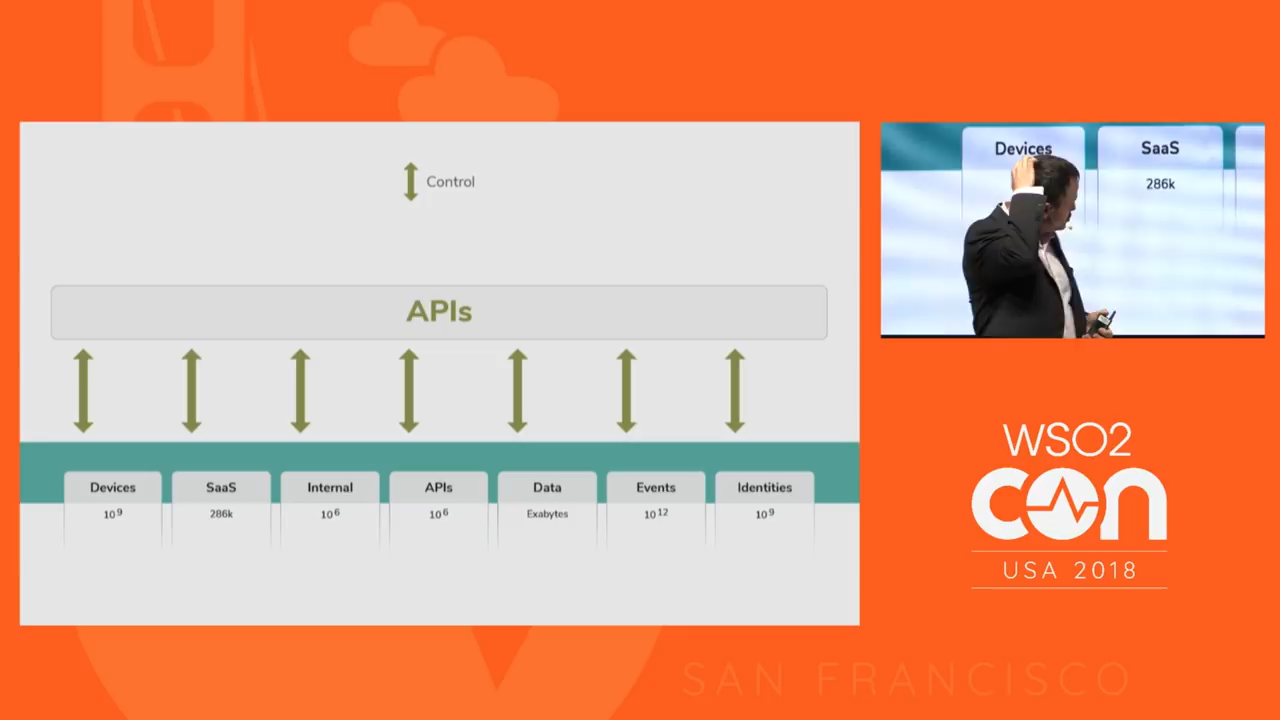 Control
APIs
Devices SaaS Internal APIs Data Events Identities
10⁹ 286k 10⁶ 10⁶ Exabytes 10¹² 10⁹
Devices SaaS
286k
WSO2
CON
USA 2018
SAN FRANCISCO